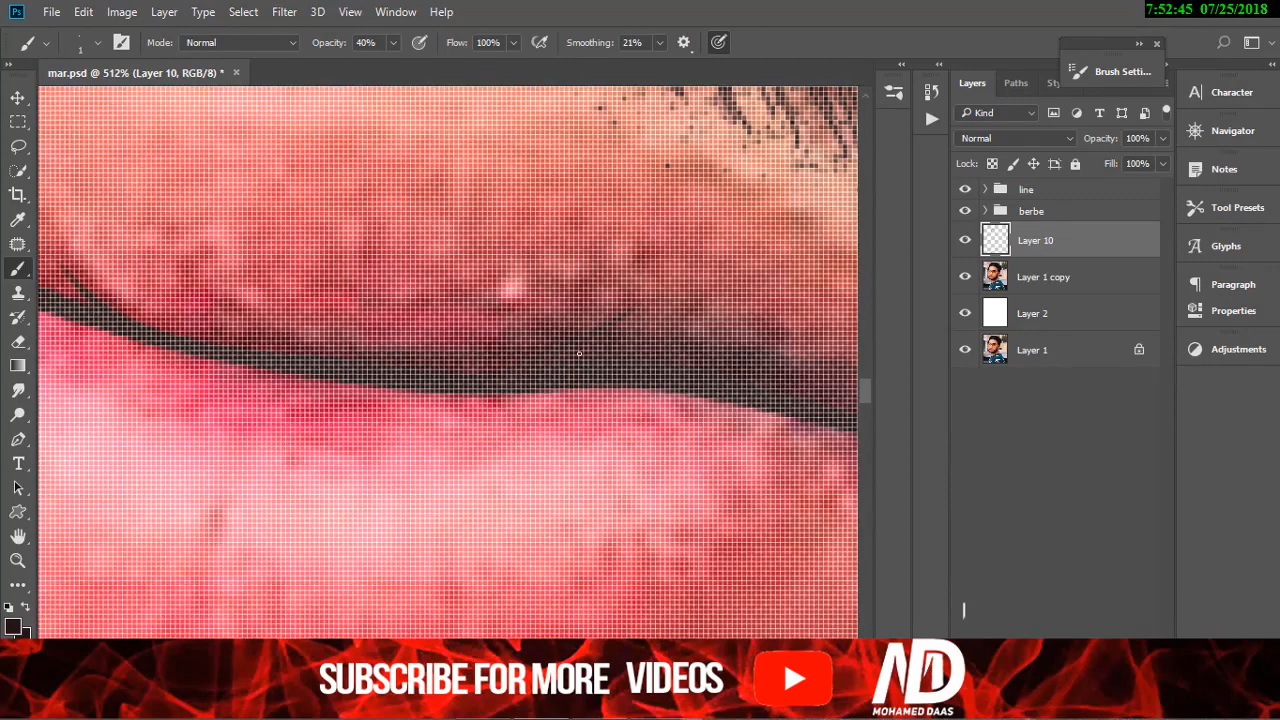 Ps File Edit Image Layer Type Select Filter 3D View Window Help
7:52:45 07/25/2018
1 Mode: Normal Opacity: 40% Flow: 100% Smoothing: 21%
Brush Setti...
mar.psd @ 512% (Layer 10, RGB/8) * ×
Layers Paths Sty
Kind
Normal Opacity: 100%
Lock: Fill: 100%
line
berbe
Layer 10
Layer 1 copy
Layer 2
Layer 1
Character
Navigator
Notes
Tool Presets
Glyphs
Paragraph
Properties
Adjustments
SUBSCRIBE FOR MORE VIDEOS
MOHAMED DAAS